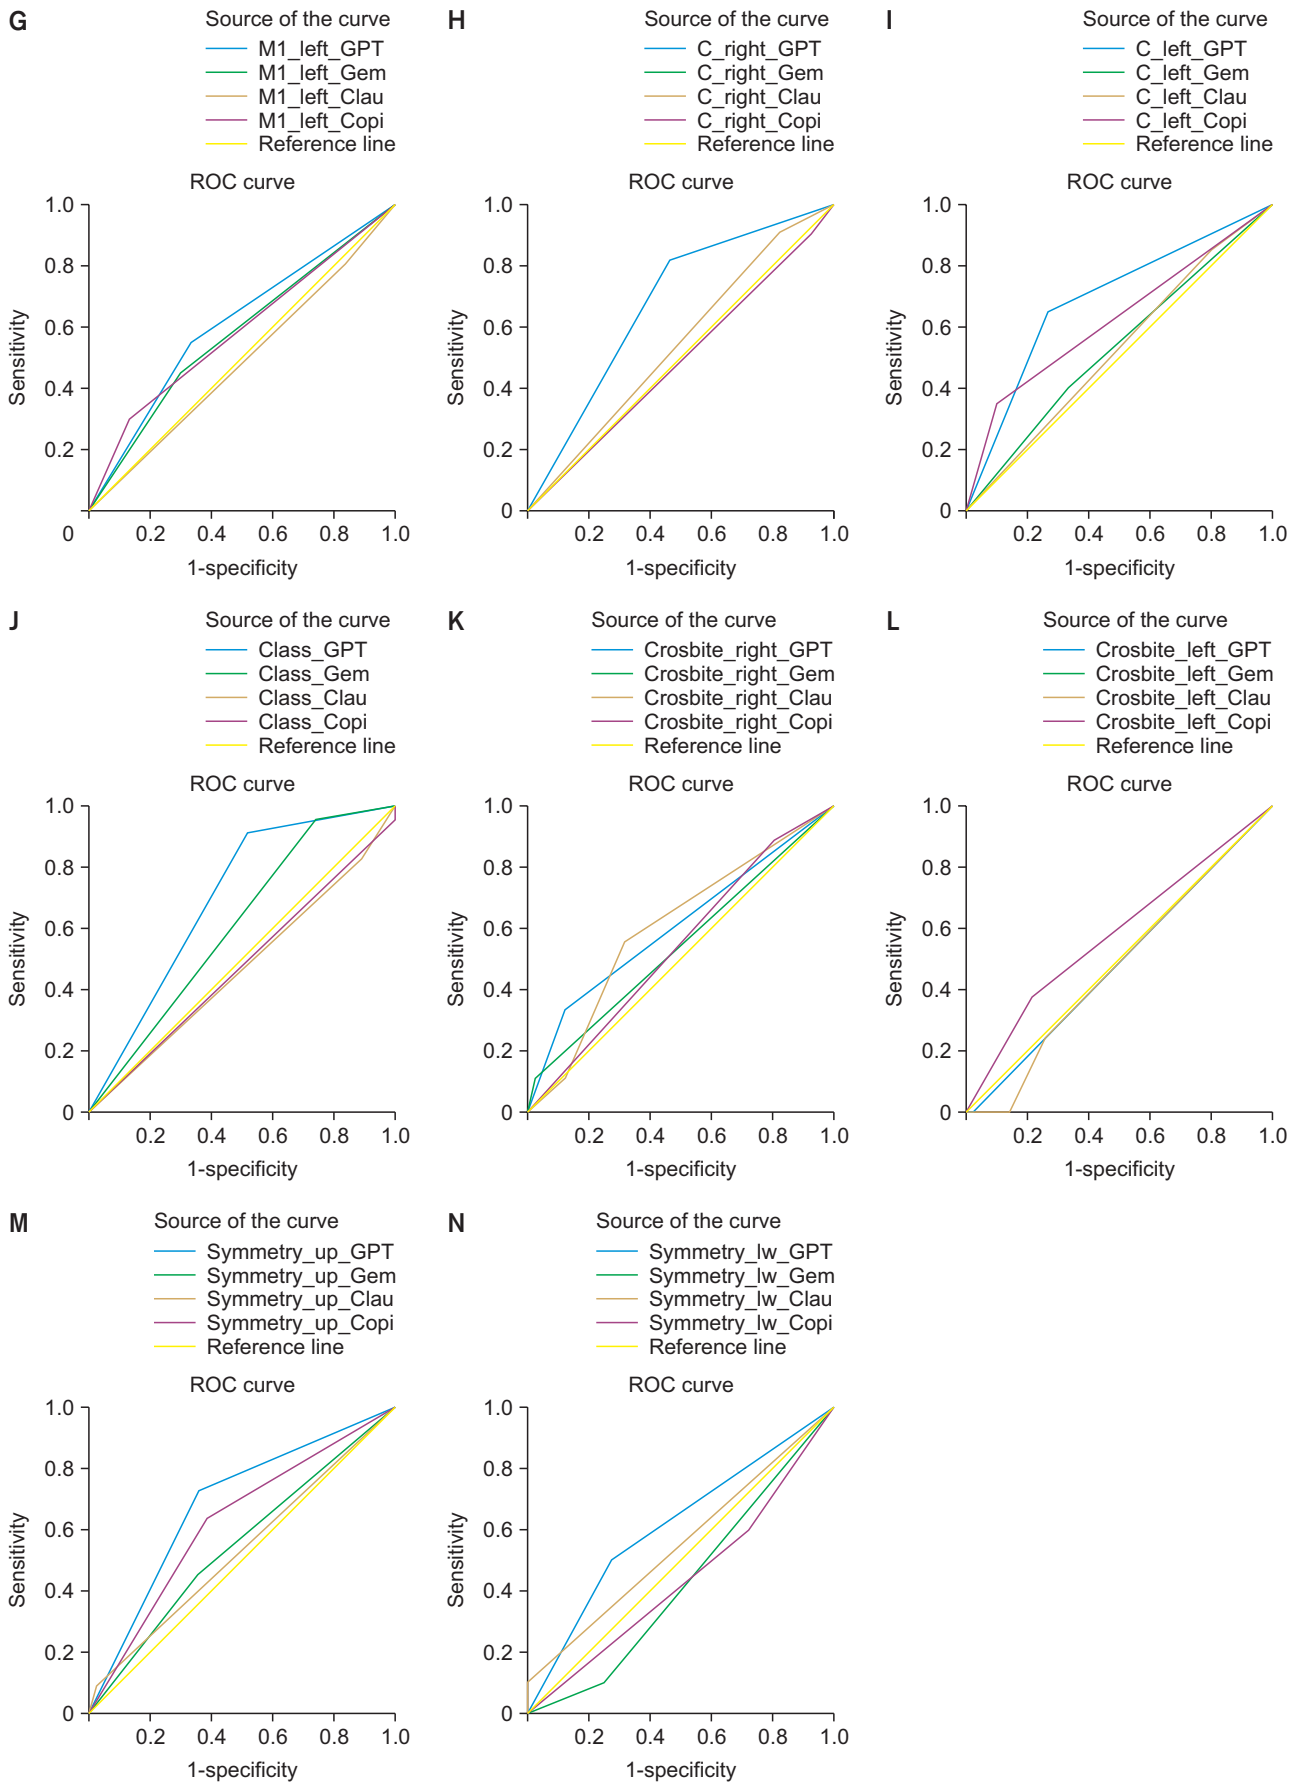 G
Source of the curve
M1_left_GPT
M1_left_Gem
M1_left_Clau
M1_left_Copi
Reference line
ROC curve
1.0
0.8
0.6
0.4
0.2
0 0.2 0.4 0.6 0.8 1.0
Sensitivity
1-specificity
H
Source of the curve
C_right_GPT
C_right_Gem
C_right_Clau
C_right_Copi
Reference line
ROC curve
1.0
0.8
0.6
0.4
0.2
0
0.2 0.4 0.6 0.8 1.0
Sensitivity
1-specificity
I
Source of the curve
C_left_GPT
C_left_Gem
C_left_Clau
C_left_Copi
Reference line
ROC curve
1.0
0.8
0.6
0.4
0.2
0
0.2 0.4 0.6 0.8 1.0
Sensitivity
1-specificity
J
Source of the curve
Class_GPT
Class_Gem
Class_Clau
Class_Copi
Reference line
ROC curve
1.0
0.8
0.6
0.4
0.2
0
0.2 0.4 0.6 0.8 1.0
Sensitivity
1-specificity
K
Source of the curve
Crosbite_right_GPT
Crosbite_right_Gem
Crosbite_right_Clau
Crosbite_right_Copi
Reference line
ROC curve
1.0
0.8
0.6
0.4
0.2
0
0.2 0.4 0.6 0.8 1.0
Sensitivity
1-specificity
L
Source of the curve
Crosbite_left_GPT
Crosbite_left_Gem
Crosbite_left_Clau
Crosbite_left_Copi
Reference line
ROC curve
1.0
0.8
0.6
0.4
0.2
0
0.2 0.4 0.6 0.8 1.0
Sensitivity
1-specificity
M
Source of the curve
Symmetry_up_GPT
Symmetry_up_Gem
Symmetry_up_Clau
Symmetry_up_Copi
Reference line
ROC curve
1.0
0.8
0.6
0.4
0.2
0
0.2 0.4 0.6 0.8 1.0
Sensitivity
1-specificity
N
Source of the curve
Symmetry_lw_GPT
Symmetry_lw_Gem
Symmetry_lw_Clau
Symmetry_lw_Copi
Reference line
ROC curve
1.0
0.8
0.6
0.4
0.2
0
0.2 0.4 0.6 0.8 1.0
Sensitivity
1-specificity